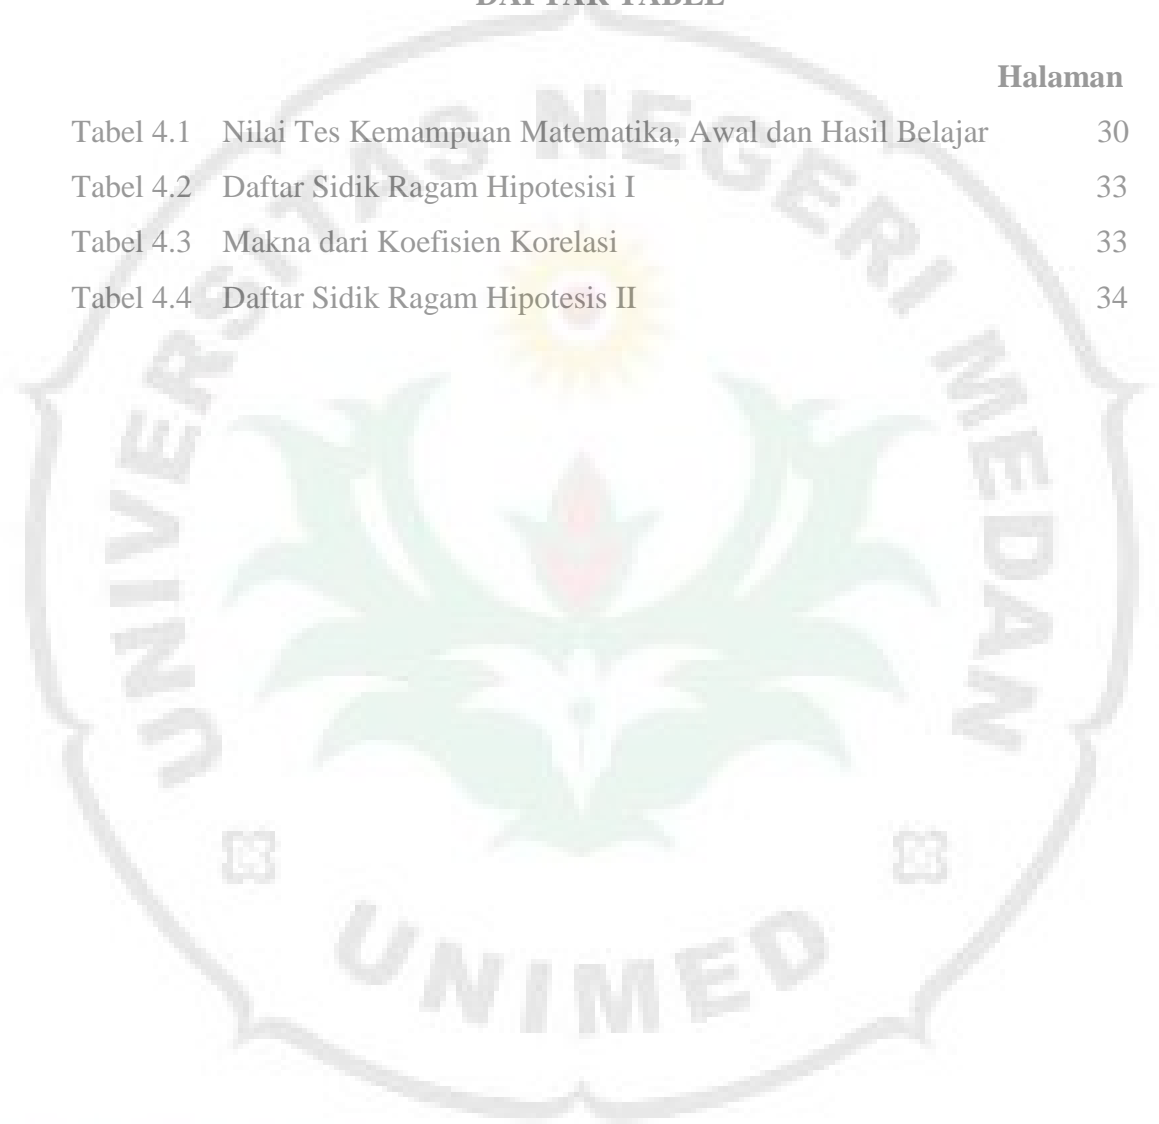 DAFTAR TABEL
Halaman
Tabel 4.1 Nilai Tes Kemampuan Matematika, Awal dan Hasil Belajar 30
Tabel 4.2 Daftar Sidik Ragam Hipotesisi I 33
Tabel 4.3 Makna dari Koefisien Korelasi 33
Tabel 4.4 Daftar Sidik Ragam Hipotesis II 34
UNIVERSITAS NEGERI MEDAN
UNIMED